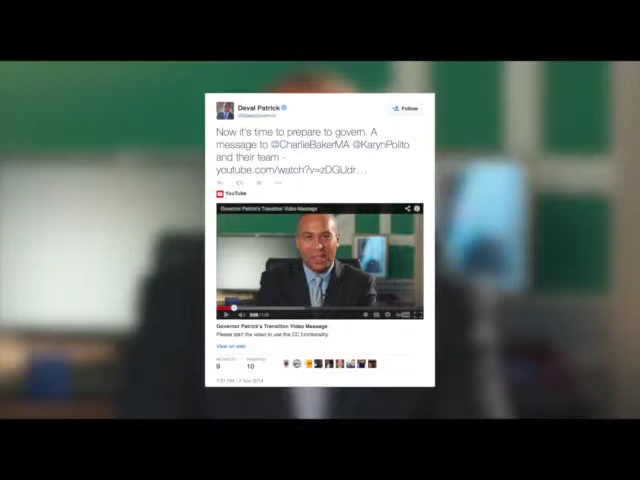 Deval Patrick
@MassGovernor
Follow
Now it's time to prepare to govern. A
message to @CharlieBakerMA @KarynPolito
and their team -
youtube.com/watch?v=zDGUdr…
YouTube
Governor Patrick's Transition Video Message
Governor Patrick's Transition Video Message
Please start the video to use the CC functionality.
View on web
9
10